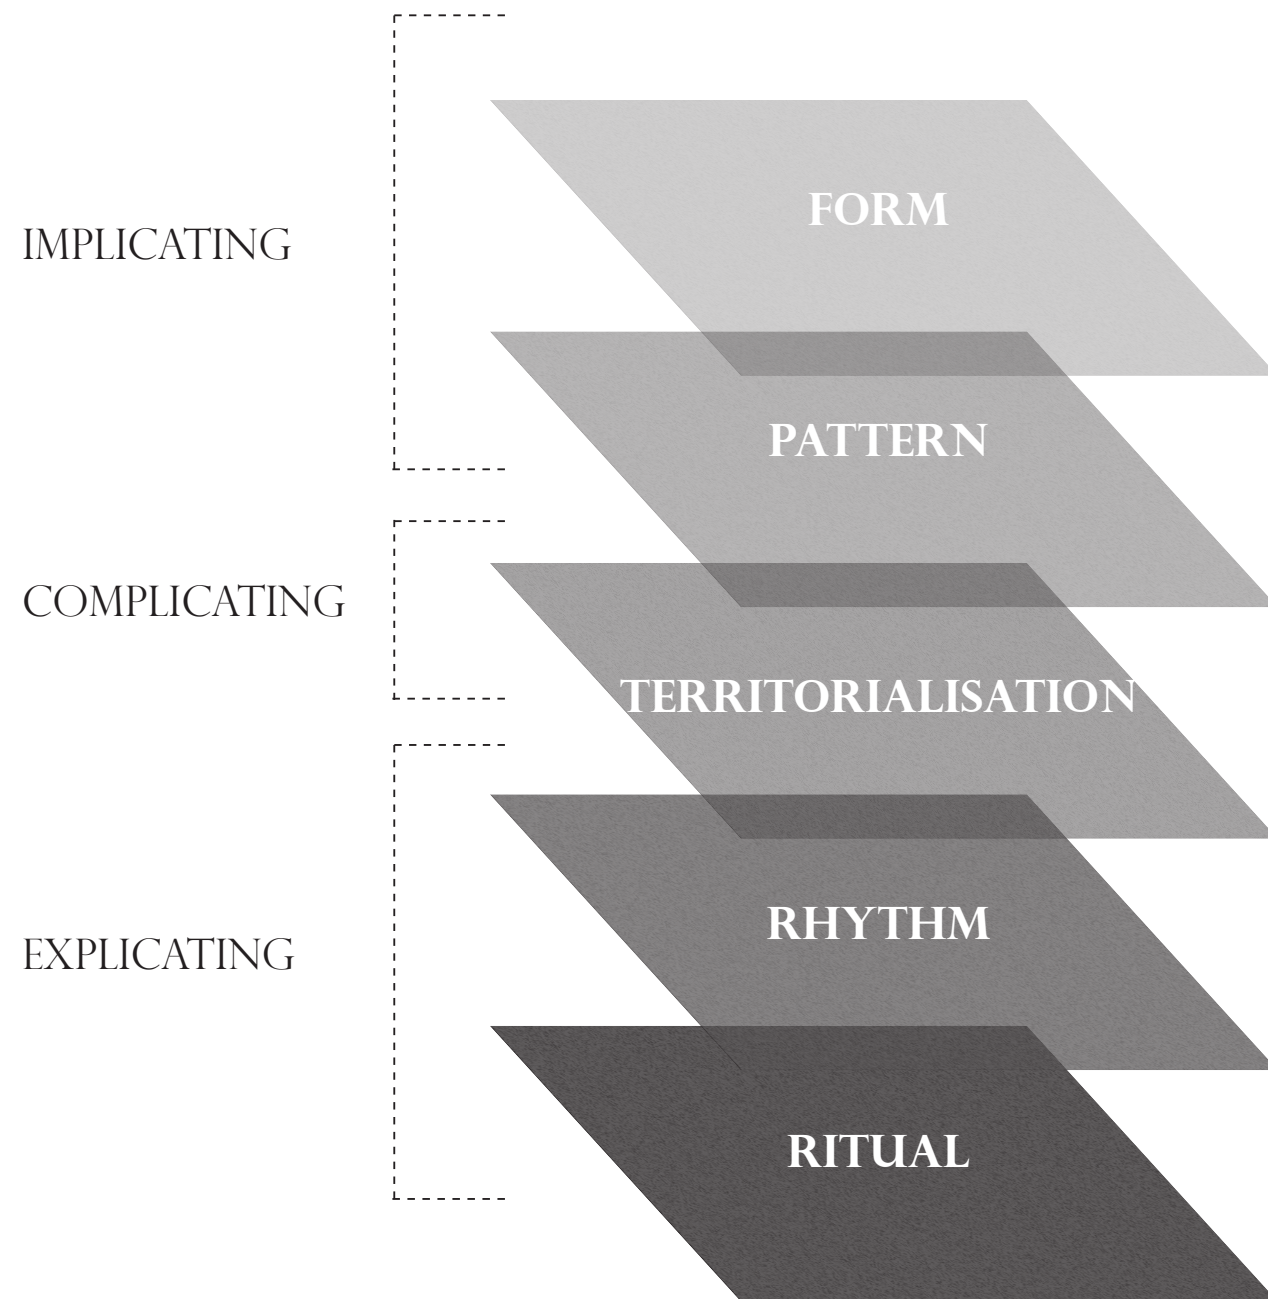 FORM
IMPLICATING
PATTERN
COMPLICATING
TERRITORIALISATION
RHYTHM
EXPLICATING
RITUAL